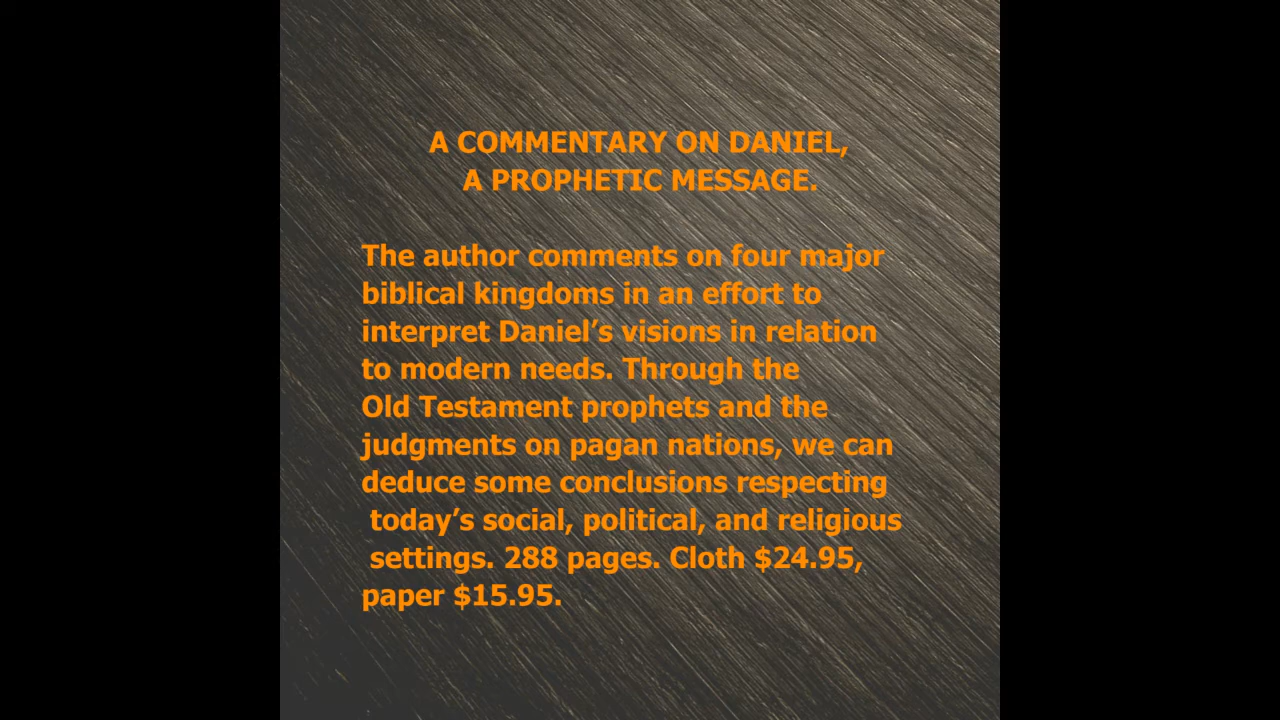 A COMMENTARY ON DANIEL,
A PROPHETIC MESSAGE.
The author comments on four major
biblical kingdoms in an effort to
interpret Daniel’s visions in relation
to modern needs. Through the
Old Testament prophets and the
judgments on pagan nations, we can
deduce some conclusions respecting
today’s social, political, and religious
settings. 288 pages. Cloth $24.95,
paper $15.95.